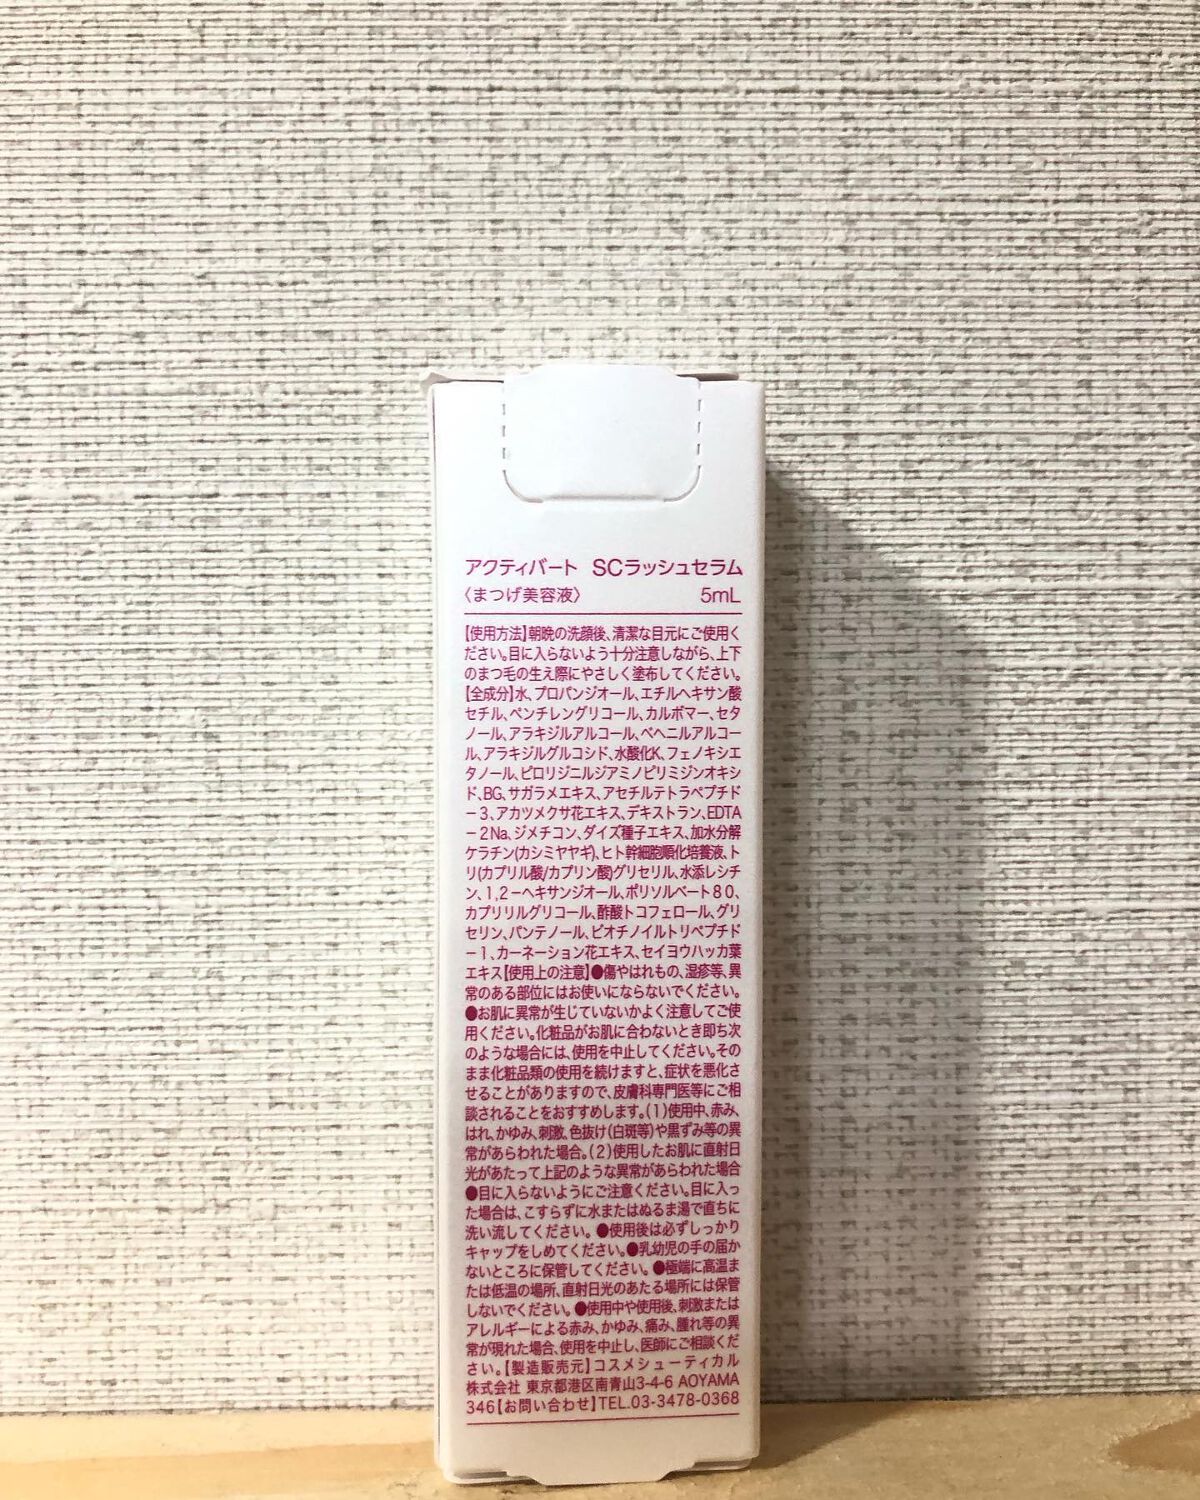 アクティバート SCラッシュセラム
〈まつげ美容液〉 5mL
【使用方法】朝晩の洗顔後、清潔な目元にご使用く
ださい。目に入らないよう十分注意しながら、上下
のまつ毛の生え際にやさしく塗布してください。
【全成分】水、プロパンジオール、エチルヘキサン酸
セチル、ペンチレングリコール、カルボマー、セタ
ノール、アラキジルアルコール、ベヘニルアルコー
ル、アラキジルグルコシド、水酸化K、フェノキシエ
タノール、ピロリジニルジアミノピリミジンオキシ
ド、BG、サガラメエキス、アセチルテトラペプチド
－3、アカツメクサ花エキス、デキストラン、EDTA
－2Na、ジメチコン、ダイズ種子エキス、加水分解
ケラチン(カシミヤヤギ)、ヒト幹細胞順化培養液、ト
リ(カプリル酸/カプリン酸)グリセリル、水添レシチ
ン、1,2－ヘキサンジオール、ポリソルベート80、
カプリリルグリコール、酢酸トコフェロール、グリ
セリン、パンテノール、ビオチノイルトリペプチド
－1、カーネーション花エキス、セイヨウハッカ葉
エキス【使用上の注意】●傷やはれもの、湿疹等、異
常のある部位にはお使いにならないでください。
●お肌に異常が生じていないかよく注意してご使
用ください。化粧品がお肌に合わないとき即ち次
のような場合には、使用を中止してください。その
まま化粧品類の使用を続けますと、症状を悪化さ
せることがありますので、皮膚科専門医等にご相
談されることをおすすめします。(1)使用中、赤み、
はれ、かゆみ、刺激、色抜け(白斑等)や黒ずみ等の異
常があらわれた場合。(2)使用したお肌に直射日
光があたって上記のような異常があらわれた場合
●目に入らないようにご注意ください。目に入っ
た場合は、こすらずに水またはぬるま湯で直ちに
洗い流してください。●使用後は必ずしっかり
キャップをしめてください。●乳幼児の手の届か
ないところに保管してください。●極端に高温ま
たは低温の場所、直射日光のあたる場所には保管
しないでください。●使用中や使用後、刺激または
アレルギーによる赤み、かゆみ、痛み、腫れ等の異
常が現れた場合、使用を中止し、医師にご相談くだ
さい。【製造販売元】コスメシューティカル
株式会社 東京都港区南青山3-4-6 AOYAMA
346【お問い合わせ】TEL.03-3478-0368